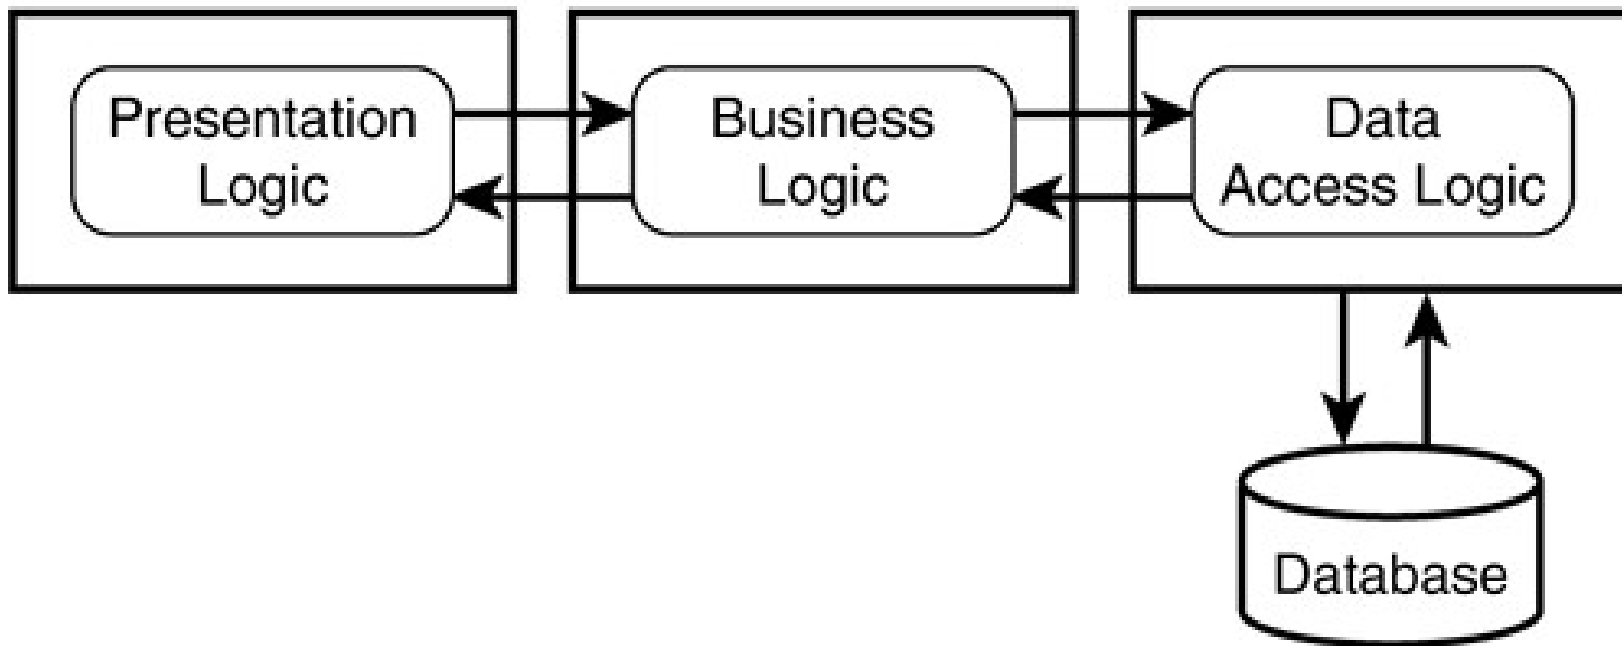 Presentation
Logic
Business
Logic
Data
Access Logic
Database